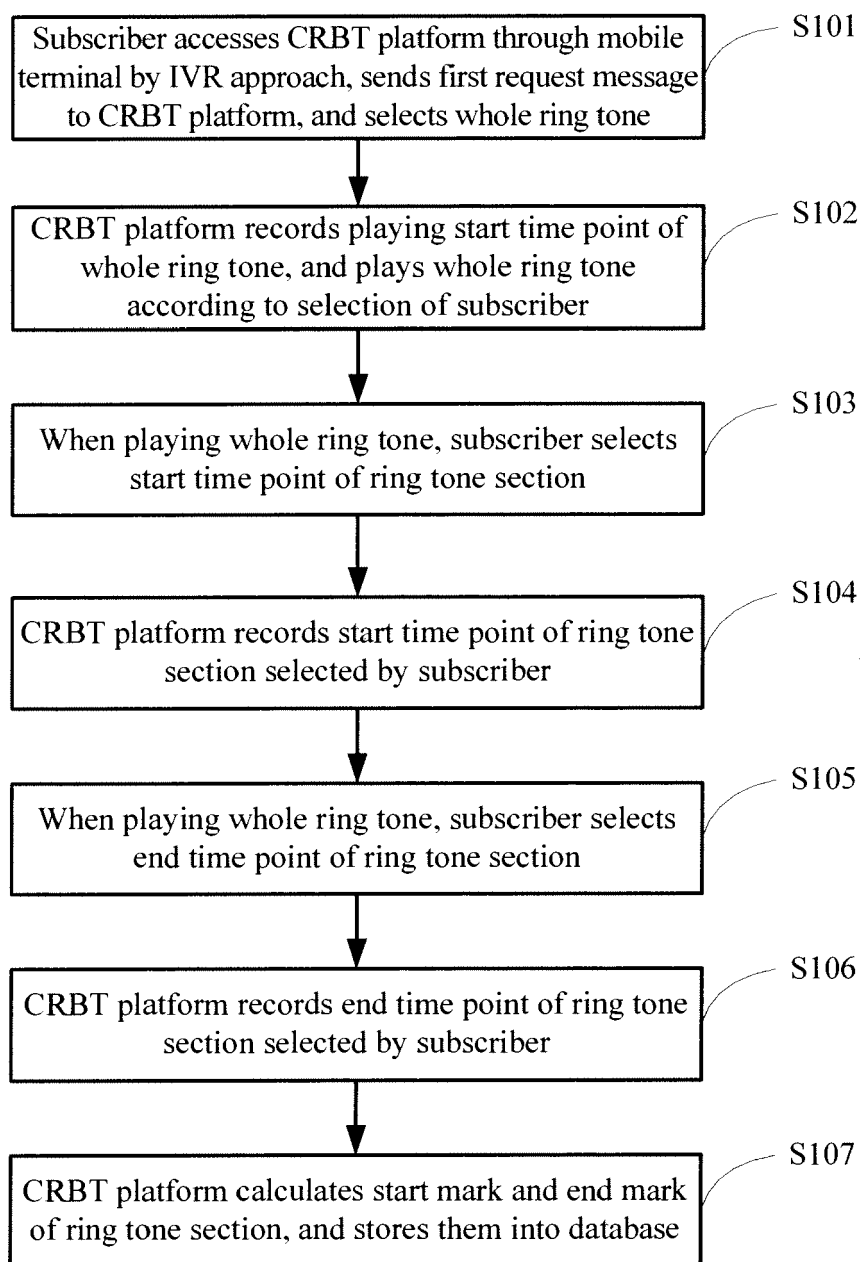 Subscriber accesses CRBT platform through mobile
terminal by IVR approach, sends first request message
to CRBT platform, and selects whole ring tone
S101
CRBT platform records playing start time point of
whole ring tone, and plays whole ring tone
according to selection of subscriber
S102
When playing whole ring tone, subscriber selects
start time point of ring tone section
S103
CRBT platform records start time point of ring tone
section selected by subscriber
S104
When playing whole ring tone, subscriber selects
end time point of ring tone section
S105
CRBT platform records end time point of ring tone
section selected by subscriber
S106
CRBT platform calculates start mark and end mark
of ring tone section, and stores them into database
S107